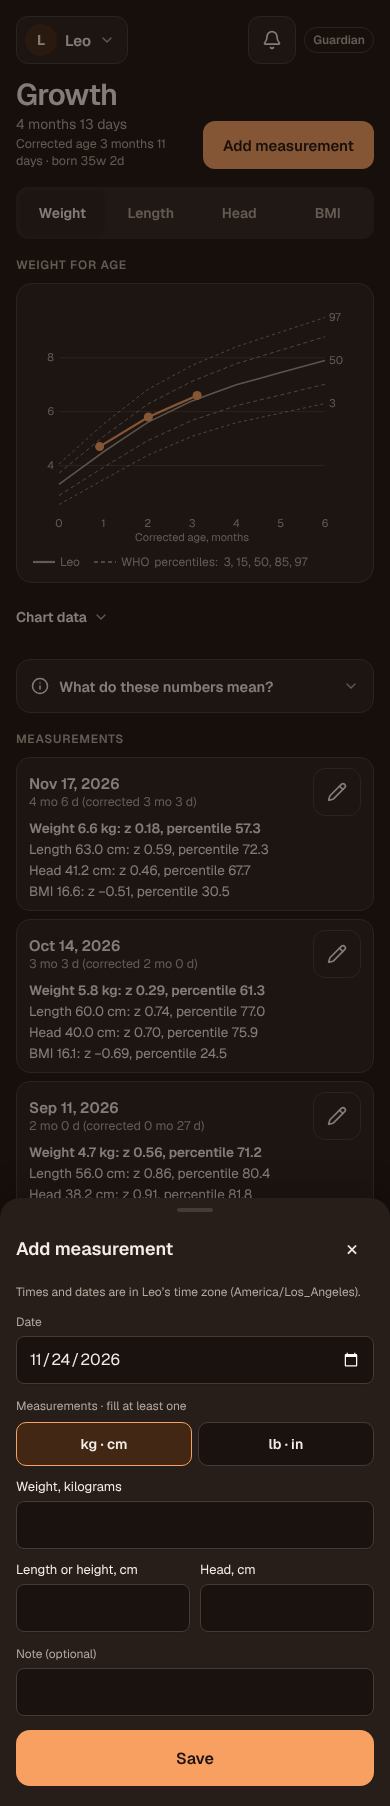 L Leo
Guardian
Growth
4 months 13 days
Corrected age 3 months 11
days · born 35w 2d
Add measurement
Weight Length Head BMI
WEIGHT FOR AGE
97
8
50
6
3
4
0 1 2 3 4 5 6
Corrected age, months
Leo WHO percentiles: 3, 15, 50, 85, 97
Chart data
What do these numbers mean?
MEASUREMENTS
Nov 17, 2026
4 mo 6 d (corrected 3 mo 3 d)
Weight 6.6 kg: z 0.18, percentile 57.3
Length 63.0 cm: z 0.59, percentile 72.3
Head 41.2 cm: z 0.46, percentile 67.7
BMI 16.6: z −0.51, percentile 30.5
Oct 14, 2026
3 mo 3 d (corrected 2 mo 0 d)
Weight 5.8 kg: z 0.29, percentile 61.3
Length 60.0 cm: z 0.74, percentile 77.0
Head 40.0 cm: z 0.70, percentile 75.9
BMI 16.1: z −0.69, percentile 24.5
Sep 11, 2026
2 mo 0 d (corrected 0 mo 27 d)
Weight 4.7 kg: z 0.56, percentile 71.2
Length 56.0 cm: z 0.86, percentile 80.4
Head 38.2 cm: z 0.91, percentile 81.8
Add measurement
Times and dates are in Leo's time zone (America/Los_Angeles).
Date
11/24/2026
Measurements · fill at least one
kg · cm lb · in
Weight, kilograms
Length or height, cm Head, cm
Note (optional)
Save